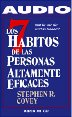 AUDIO
LOS 7
HÁBITOS
DE LAS
PERSONAS
ALTAMENTE
EFICACES
STEPHEN R.
COVEY